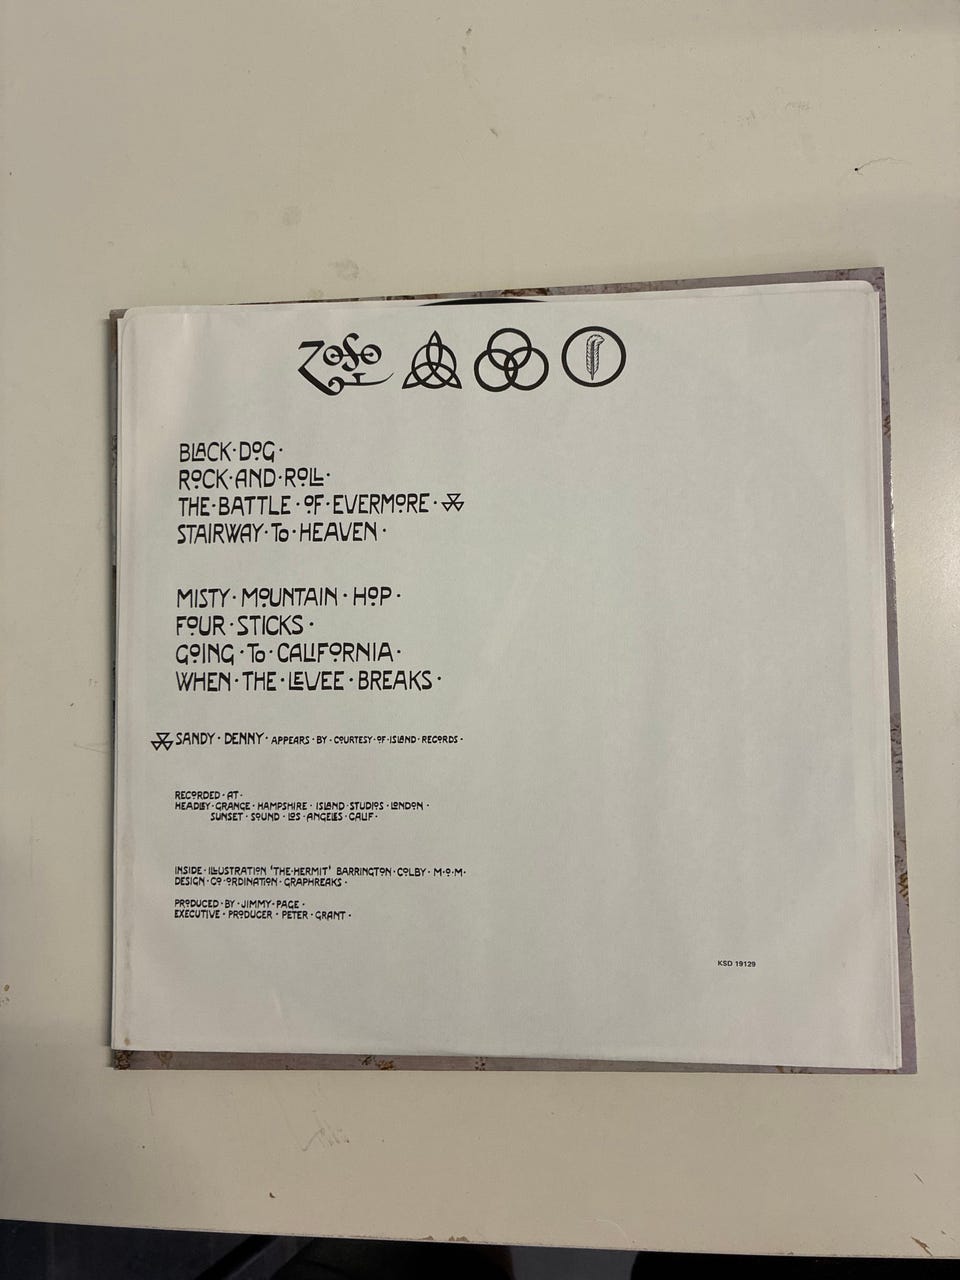 ZoSo
BLACK·DOG·
ROCK·AND·ROLL·
THE·BATTLE·OF·EVERMORE·
STAIRWAY·To·HEAVEN·
MISTY·MOUNTAIN·HOP·
FOUR·STICKS·
GOING·To·CALIFORNIA·
WHEN·THE·LEVEE·BREAKS·
SANDY·DENNY·APPEARS·BY·COURTESY·OF·ISLAND·RECORDS·
RECORDED·AT·
HEADLEY·GRANGE·HAMPSHIRE·ISLAND·STUDIOS·LONDON·
SUNSET·SOUND·LOS·ANGELES·CALIF·
INSIDE·ILLUSTRATION 'THE·HERMIT' BARRINGTON·COLBY·M·O·M·
DESIGN·CO·ORDINATION·GRAPHREAKS·
PRODUCED·BY·JIMMY·PAGE·
EXECUTIVE·PRODUCER·PETER·GRANT·
KSD 19129